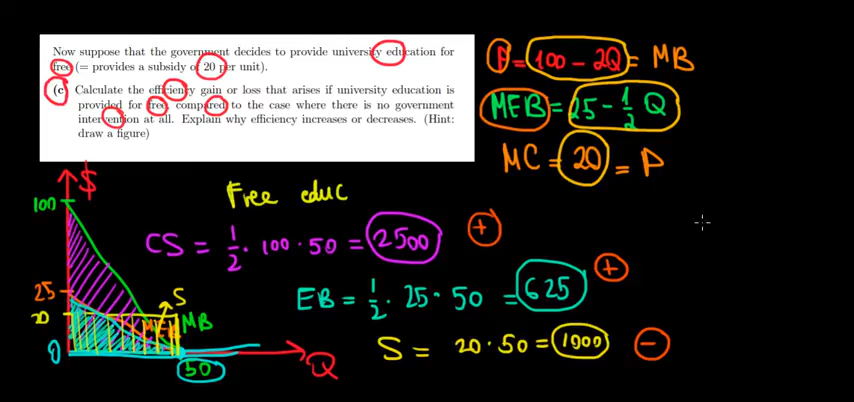 Now suppose that the government decides to provide university education for
free (= provides a subsidy of 20 per unit).
(c) Calculate the efficiency gain or loss that arises if university education is
provided for free, compared to the case where there is no government
intervention at all. Explain why efficiency increases or decreases. (Hint:
draw a figure)
P = 100 - 2Q = MB
MEB = 25 - 1/2 Q
MC = 20 = P
$
100
25
20
0
50
Q
MEB
MB
S
Free educ
CS = 1/2 · 100 · 50 = 2500 +
EB = 1/2 · 25 · 50 = 625 +
S = 20 · 50 = 1000 -